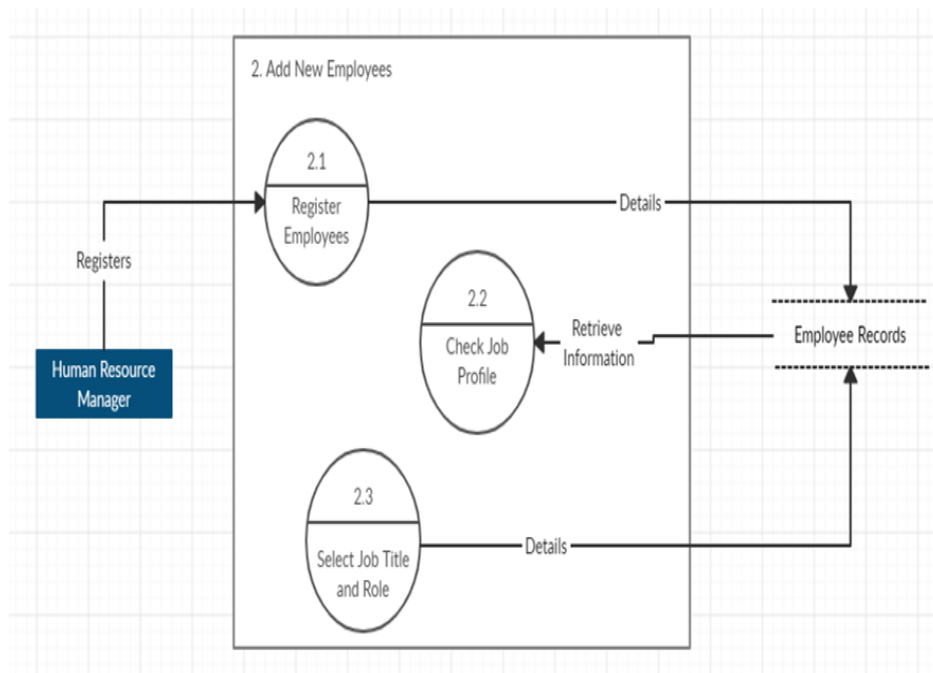 2. Add New Employees
2.1
Register
Employees
Details
Registers
2.2
Check Job
Profile
Retrieve
Information
Employee Records
Human Resource
Manager
2.3
Select Job Title
and Role
Details